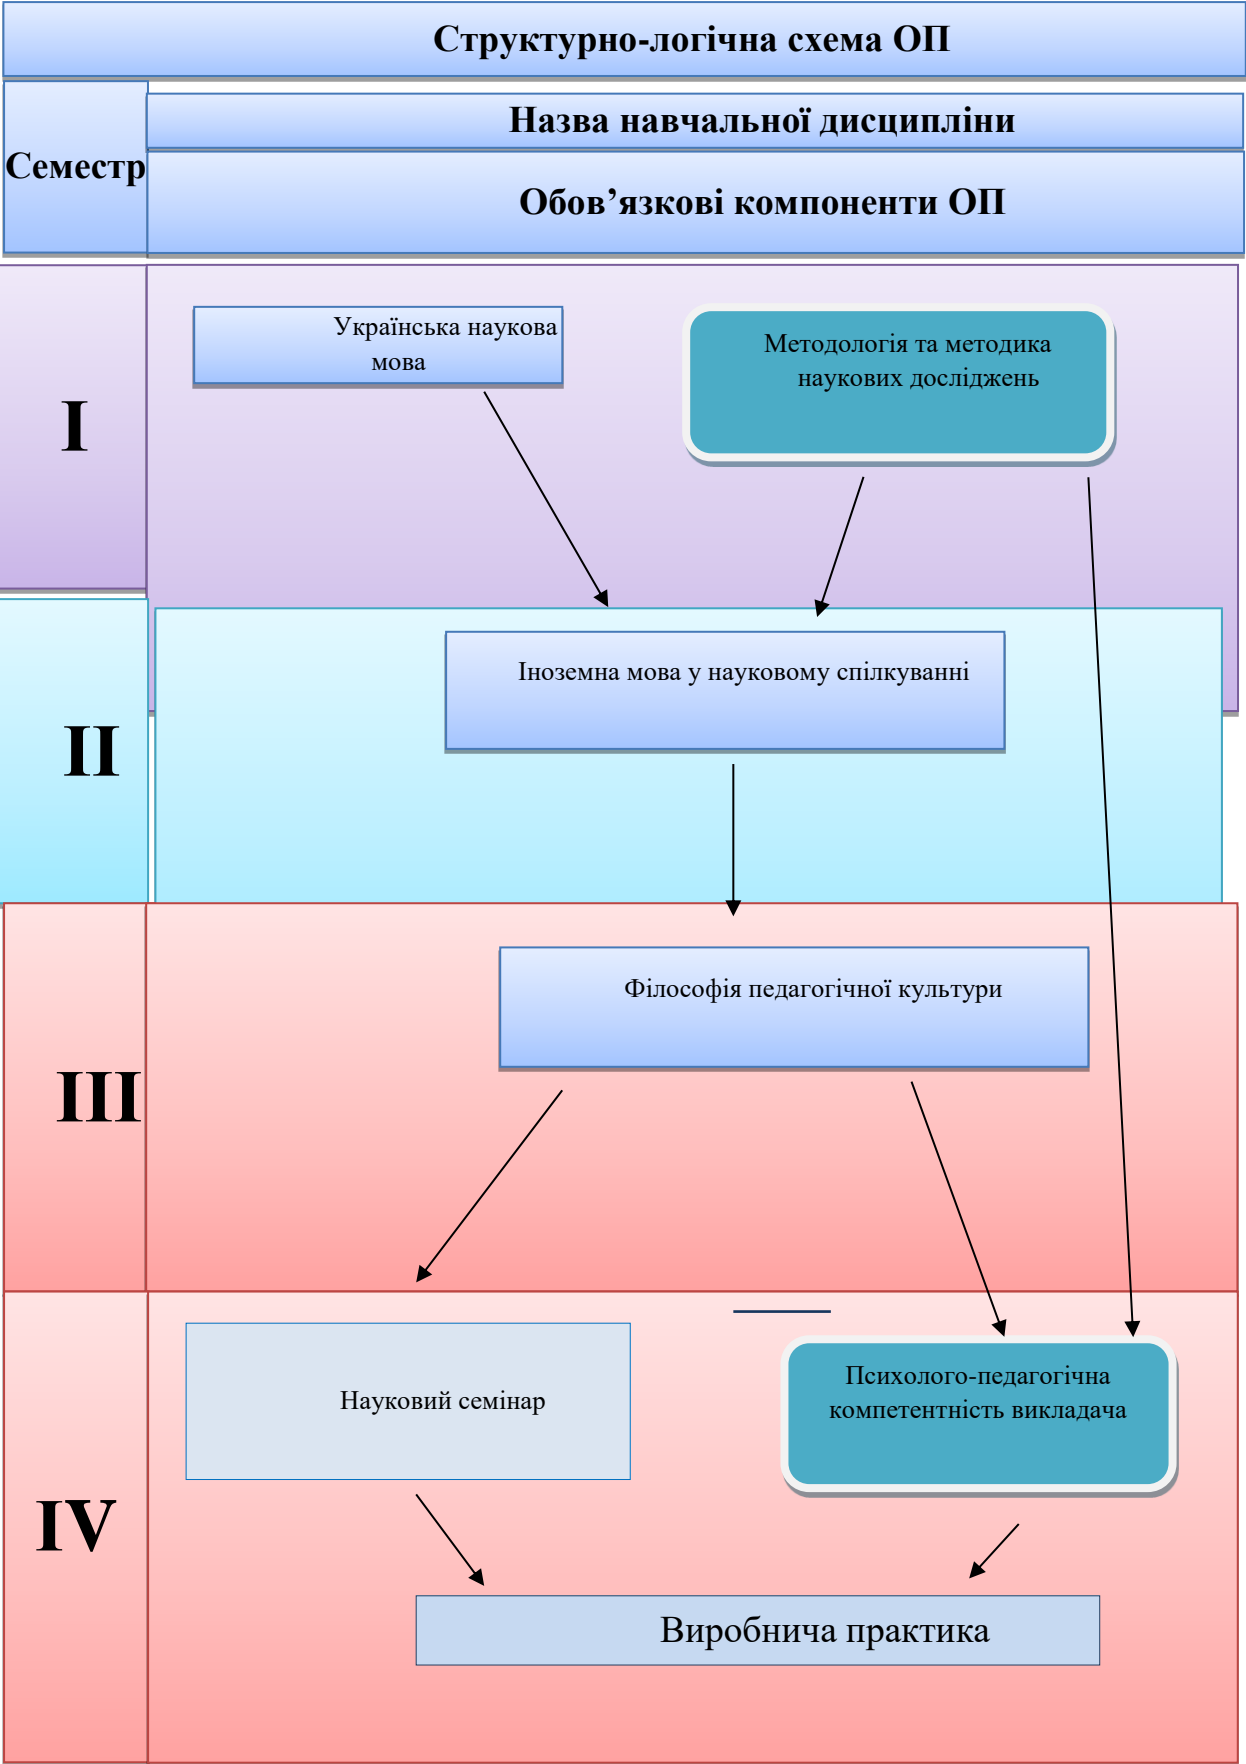 Структурно-логічна схема ОП
Семестр
Назва навчальної дисципліни
Обов’язкові компоненти ОП
I
Українська наукова
мова
Методологія та методика
наукових досліджень
II
Іноземна мова у науковому спілкуванні
III
Філософія педагогічної культури
IV
Науковий семінар
Психолого-педагогічна
компетентність викладача
Виробнича практика